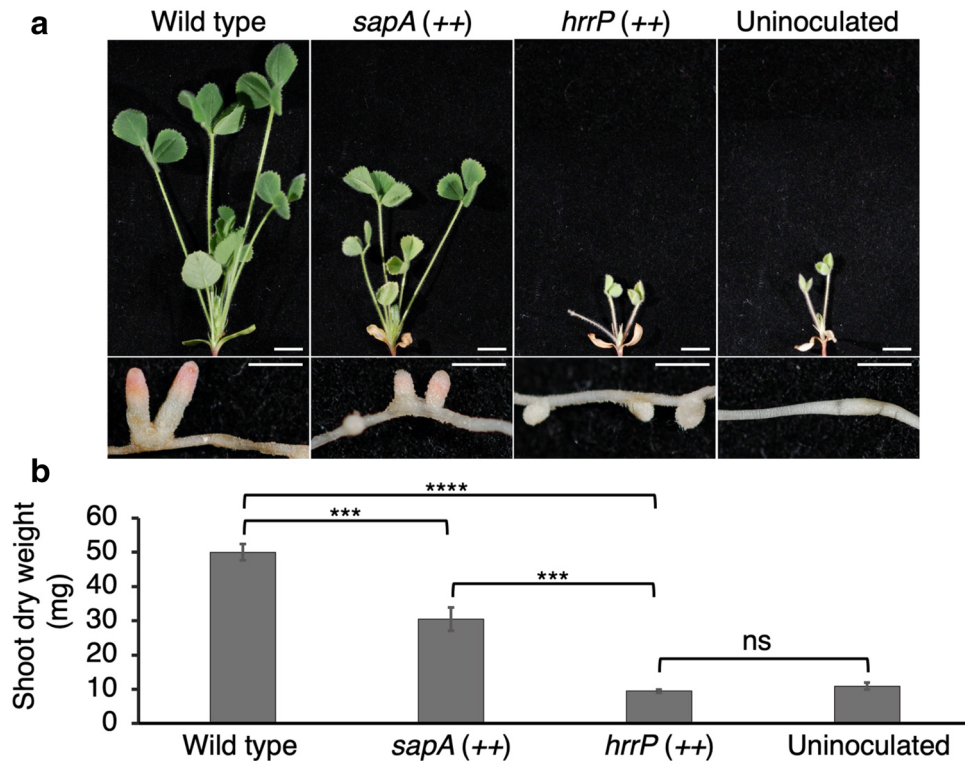 a
Wild type sapA (++) hrrP (++) Uninoculated
b
****
***
***
ns
Shoot dry weight
(mg)
60
50
40
30
20
10
0
Wild type sapA (++) hrrP (++) Uninoculated